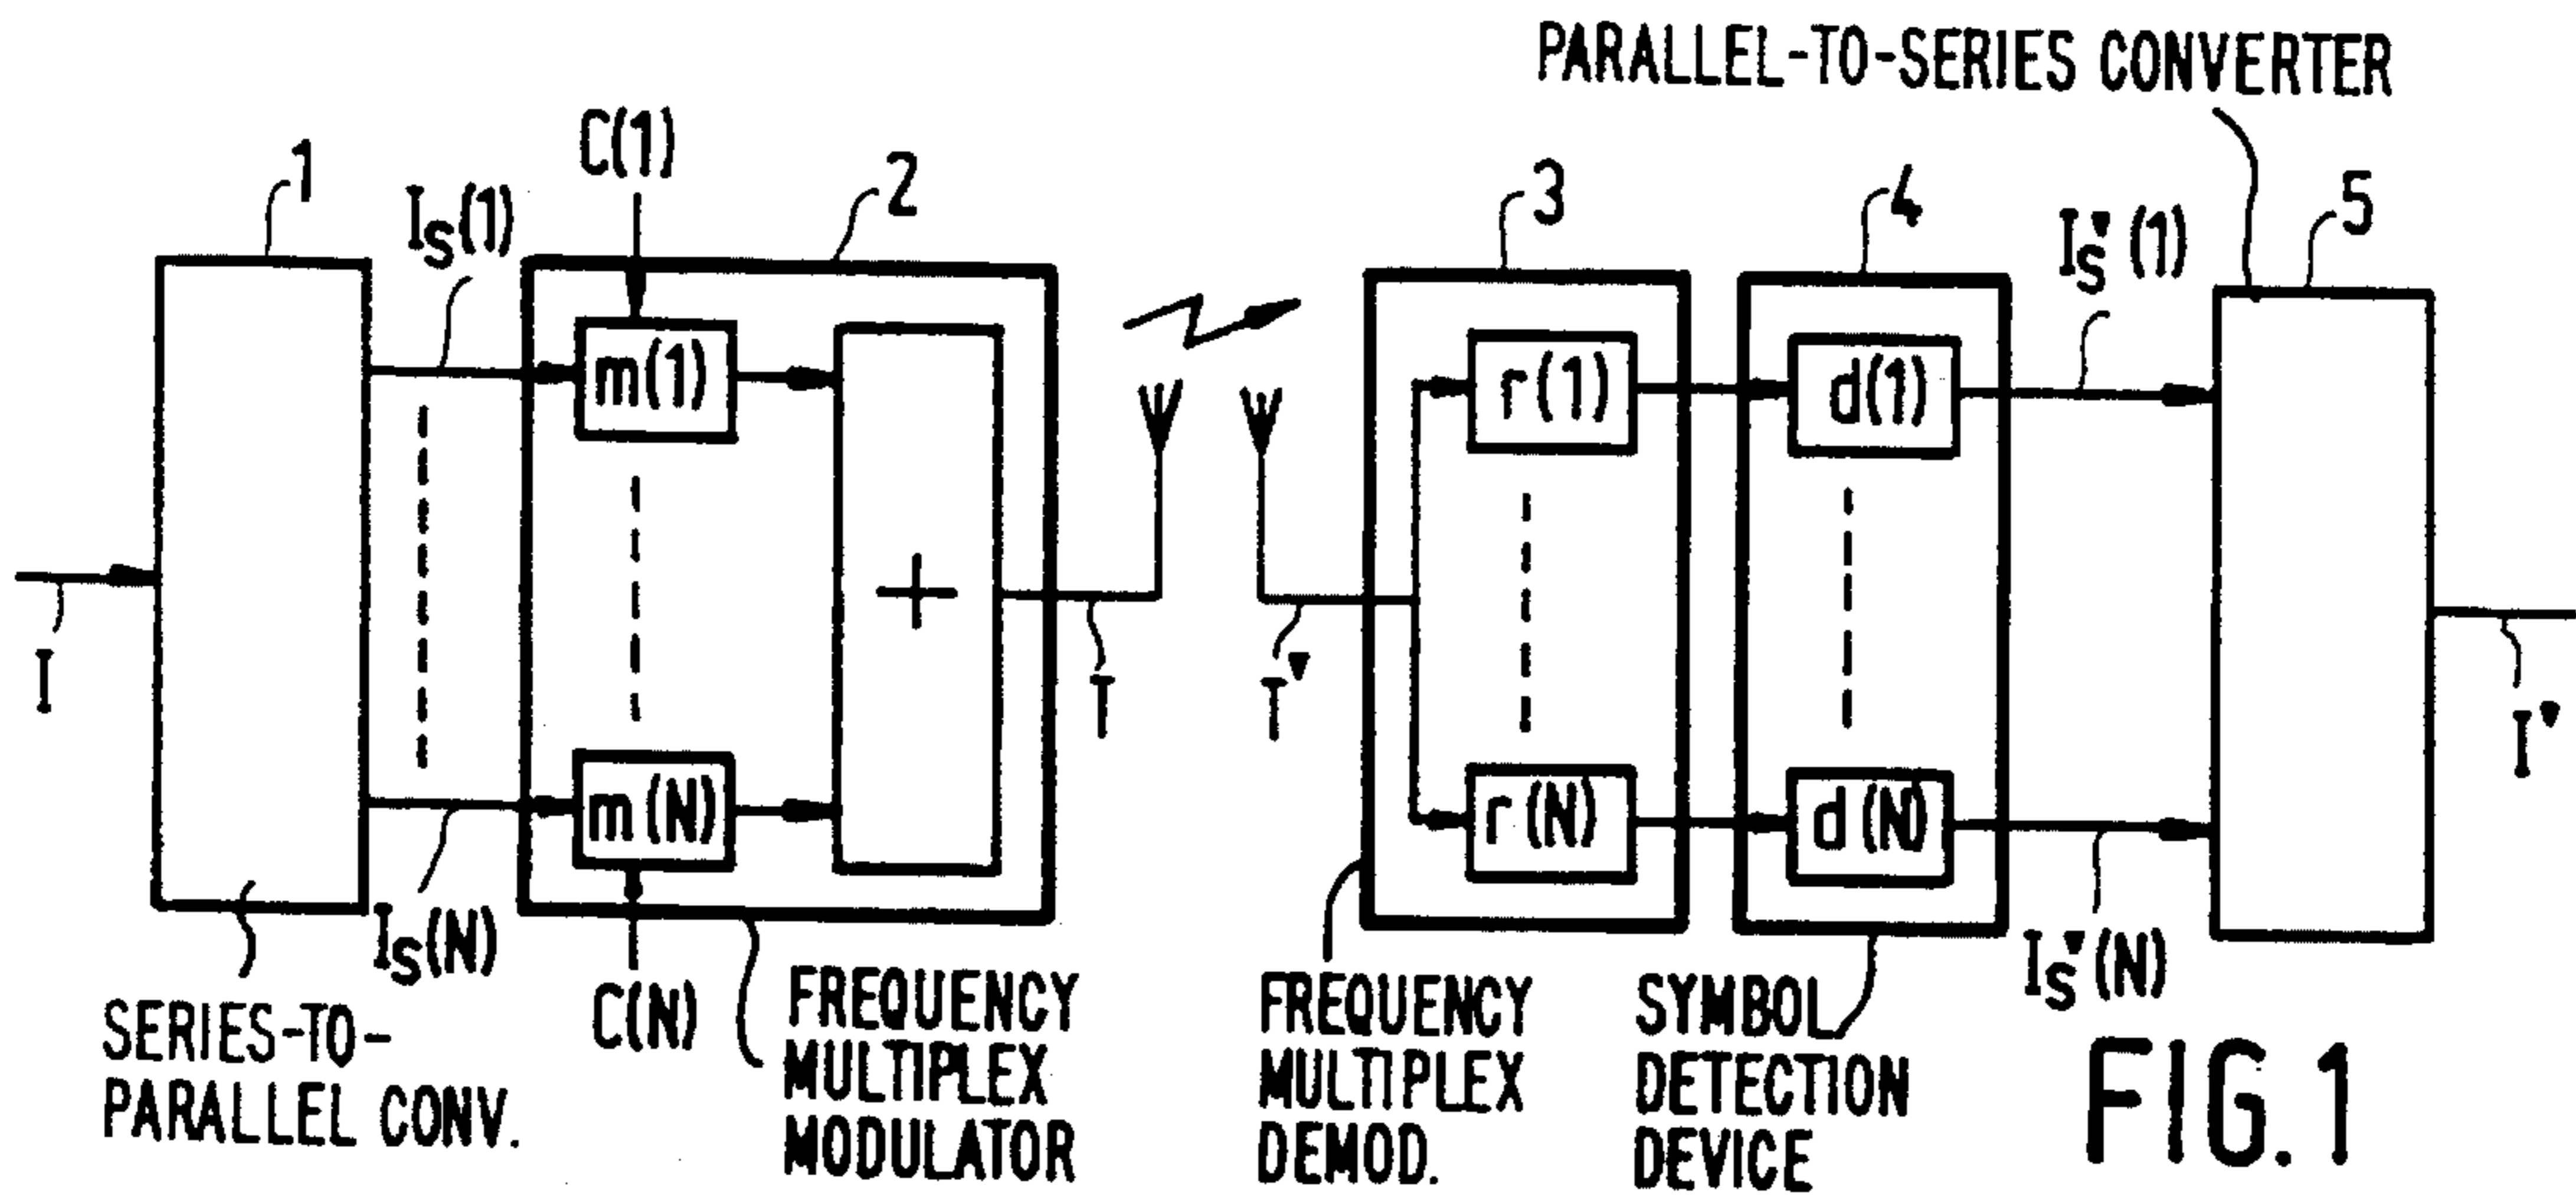 PARALLEL-TO-SERIES CONVERTER
1
C(1)
2
3
4
5
Is(1)
Is'(1)
m(1)
r(1)
d(1)
I
+
T
T'
I'
m(N)
r(N)
d(N)
Is(N)
C(N)
Is'(N)
SERIES-TO-
PARALLEL CONV.
FREQUENCY
MULTIPLEX
MODULATOR
FREQUENCY
MULTIPLEX
DEMOD.
SYMBOL
DETECTION
DEVICE
FIG.1